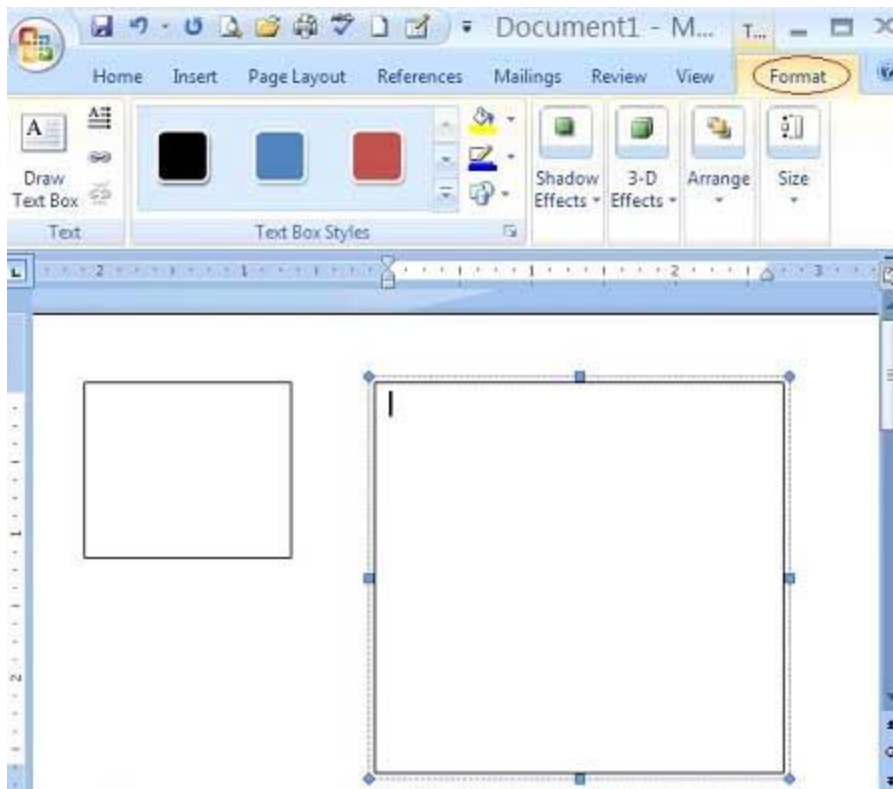 Document1 - M... T...
Home Insert Page Layout References Mailings Review View Format
A
Draw
Text Box
Shadow
Effects
3-D
Effects
Arrange
Size
Text Text Box Styles
2 1 1 2 3
1
2